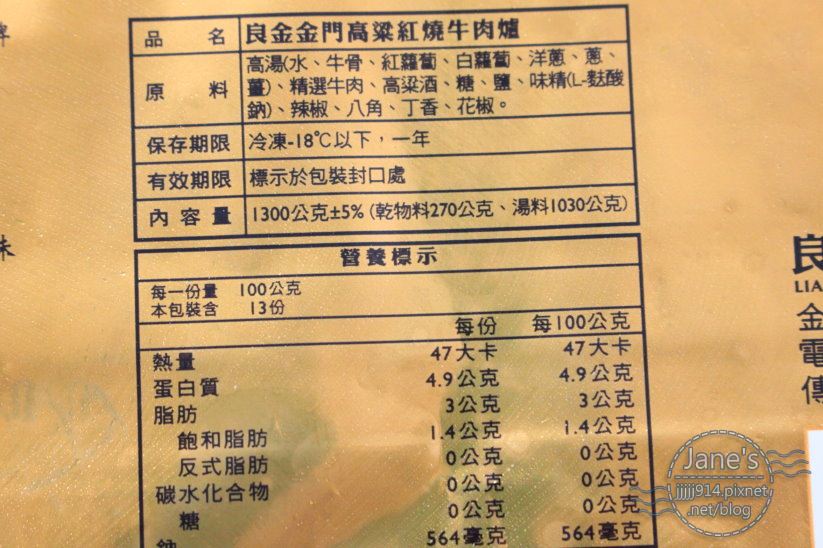 品名 良金金門高粱紅燒牛肉爐
原料 高湯(水、牛骨、紅蘿蔔、白蘿蔔、洋蔥、蔥、
薑)、精選牛肉、高粱酒、糖、鹽、味精(L-麩酸
鈉)、辣椒、八角、丁香、花椒。
保存期限 冷凍-18℃以下，一年
有效期限 標示於包裝封口處
內容量 1300公克±5% (乾物料270公克、湯料1030公克)
營養標示
每一份量 100公克
本包裝含 13份
每份 每100公克
熱量 47大卡 47大卡
蛋白質 4.9公克 4.9公克
脂肪 3公克 3公克
飽和脂肪 1.4公克 1.4公克
反式脂肪 0公克 0公克
碳水化合物 0公克 0公克
糖 0公克 0公克
鈉 564毫克 564毫克
味
良
LIA
金
電
傳
Jane's
jjjjj914.pixnet
.net/blog